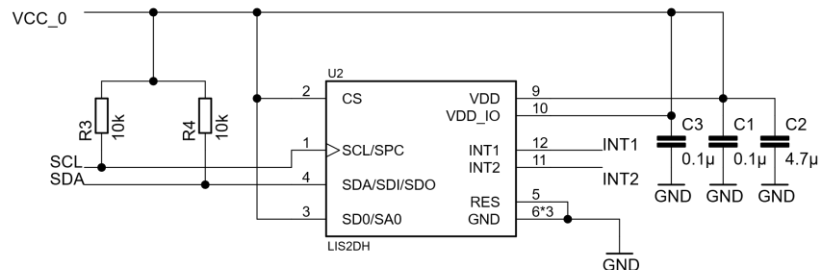 VCC_0
U2
R3
10k
R4
10k
2
CS
VDD
9
VDD_IO
10
1
SCL/SPC
INT1
12
INT1
INT2
11
INT2
SCL
SDA
4
SDA/SDI/SDO
3
SD0/SA0
RES
5
GND
6*3
LIS2DH
GND
C3
0.1µ
GND
C1
0.1µ
GND
C2
4.7µ
GND